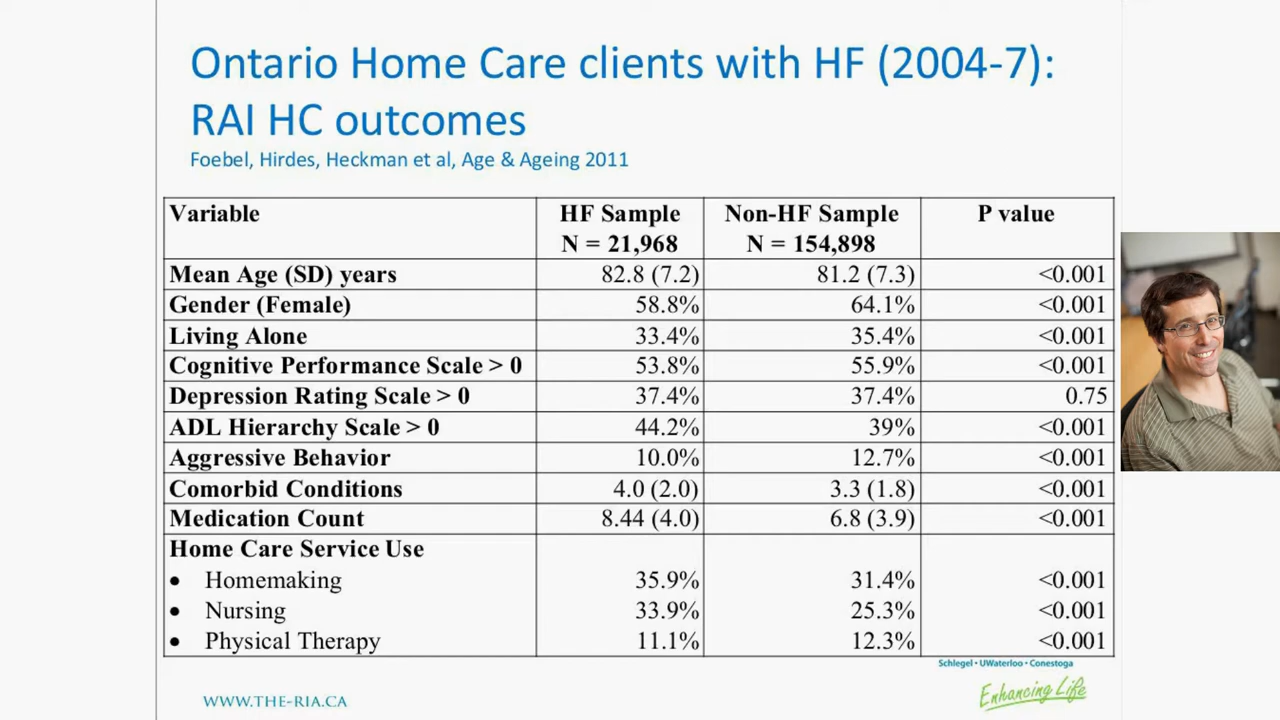 Ontario Home Care clients with HF (2004-7):
RAI HC outcomes
Foebel, Hirdes, Heckman et al, Age & Ageing 2011
Variable HF Sample Non-HF Sample P value
N = 21,968 N = 154,898
Mean Age (SD) years 82.8 (7.2) 81.2 (7.3) <0.001
Gender (Female) 58.8% 64.1% <0.001
Living Alone 33.4% 35.4% <0.001
Cognitive Performance Scale > 0 53.8% 55.9% <0.001
Depression Rating Scale > 0 37.4% 37.4% 0.75
ADL Hierarchy Scale > 0 44.2% 39% <0.001
Aggressive Behavior 10.0% 12.7% <0.001
Comorbid Conditions 4.0 (2.0) 3.3 (1.8) <0.001
Medication Count 8.44 (4.0) 6.8 (3.9) <0.001
Home Care Service Use
• Homemaking 35.9% 31.4% <0.001
• Nursing 33.9% 25.3% <0.001
• Physical Therapy 11.1% 12.3% <0.001
Schlegel • UWaterloo • Conestoga
WWW.THE-RIA.CA
Enhancing Life